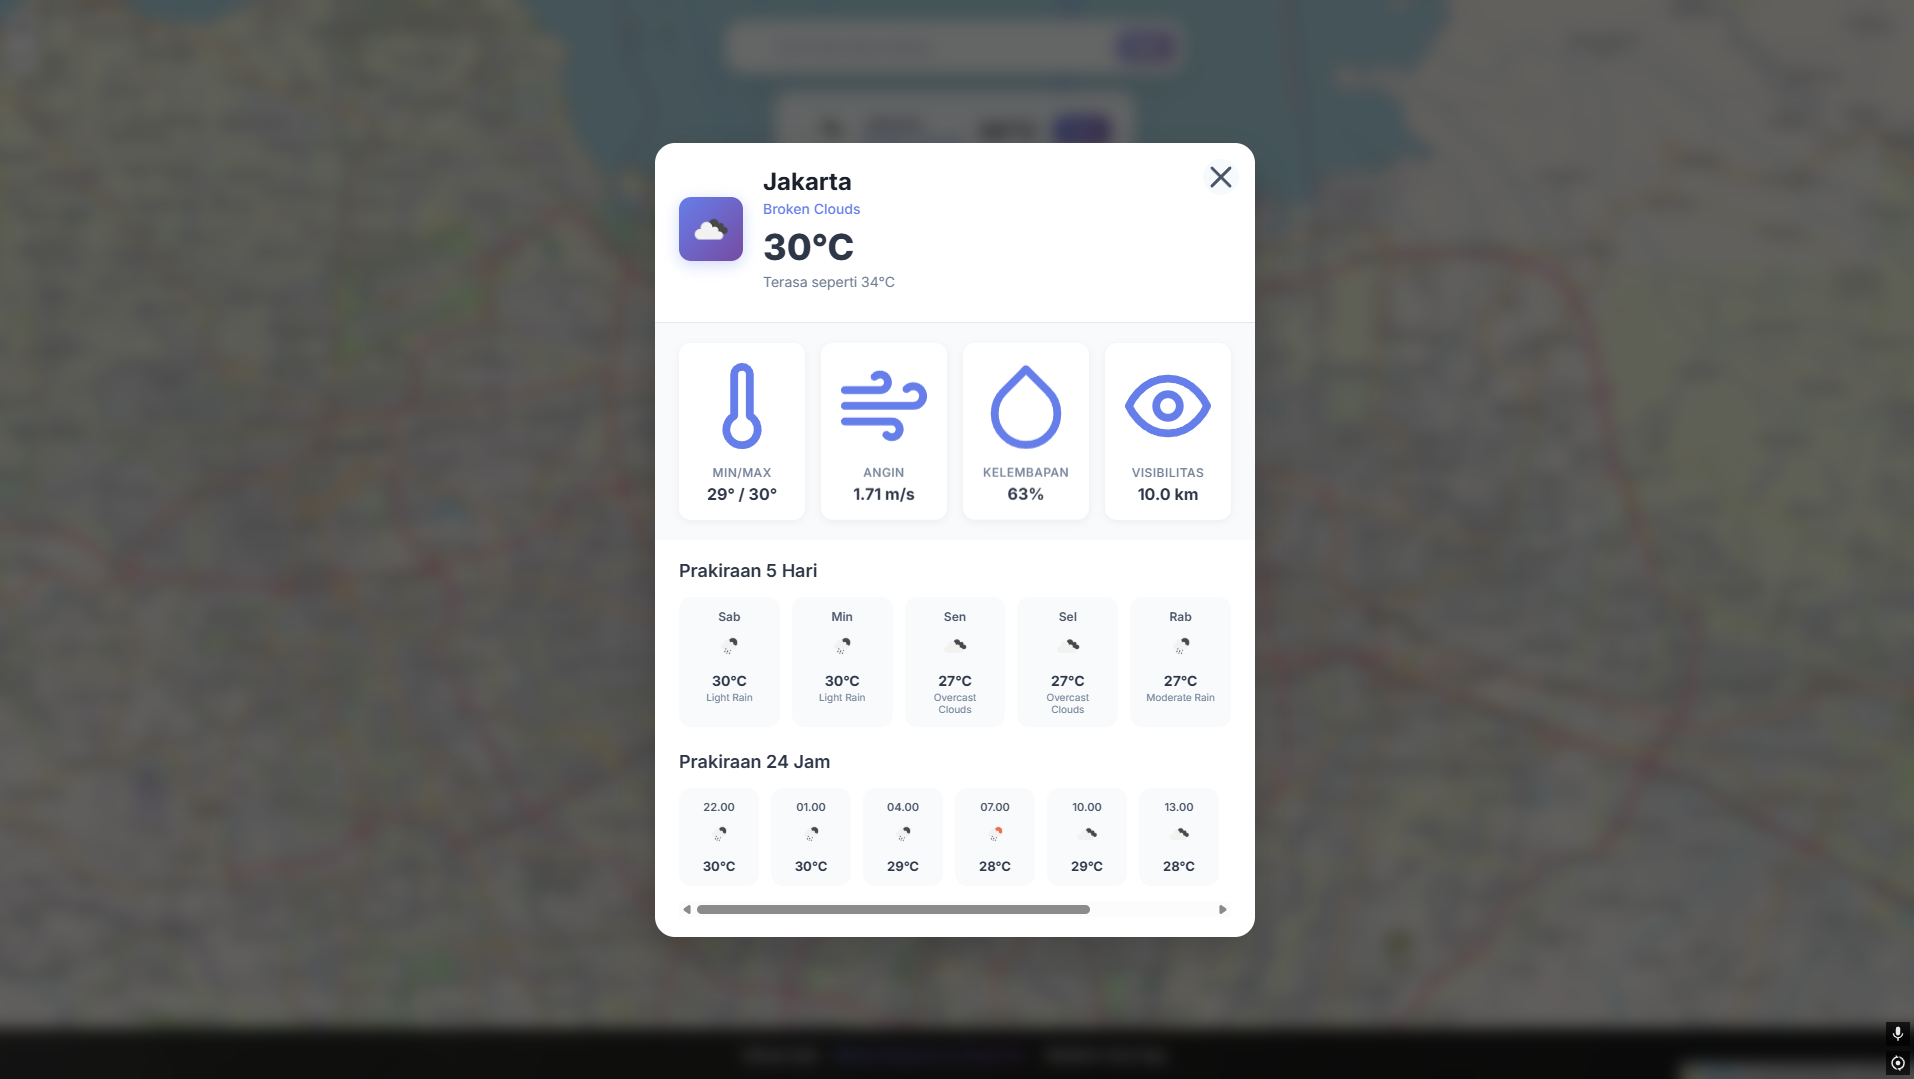 Jakarta
Broken Clouds
30°C
Terasa seperti 34°C
MIN/MAX
29° / 30°
ANGIN
1.71 m/s
KELEMBAPAN
63%
VISIBILITAS
10.0 km
Prakiraan 5 Hari
Sab
30°C
Light Rain
Min
30°C
Light Rain
Sen
27°C
Overcast
Clouds
Sel
27°C
Overcast
Clouds
Rab
27°C
Moderate Rain
Prakiraan 24 Jam
22.00
30°C
01.00
30°C
04.00
29°C
07.00
28°C
10.00
29°C
13.00
28°C